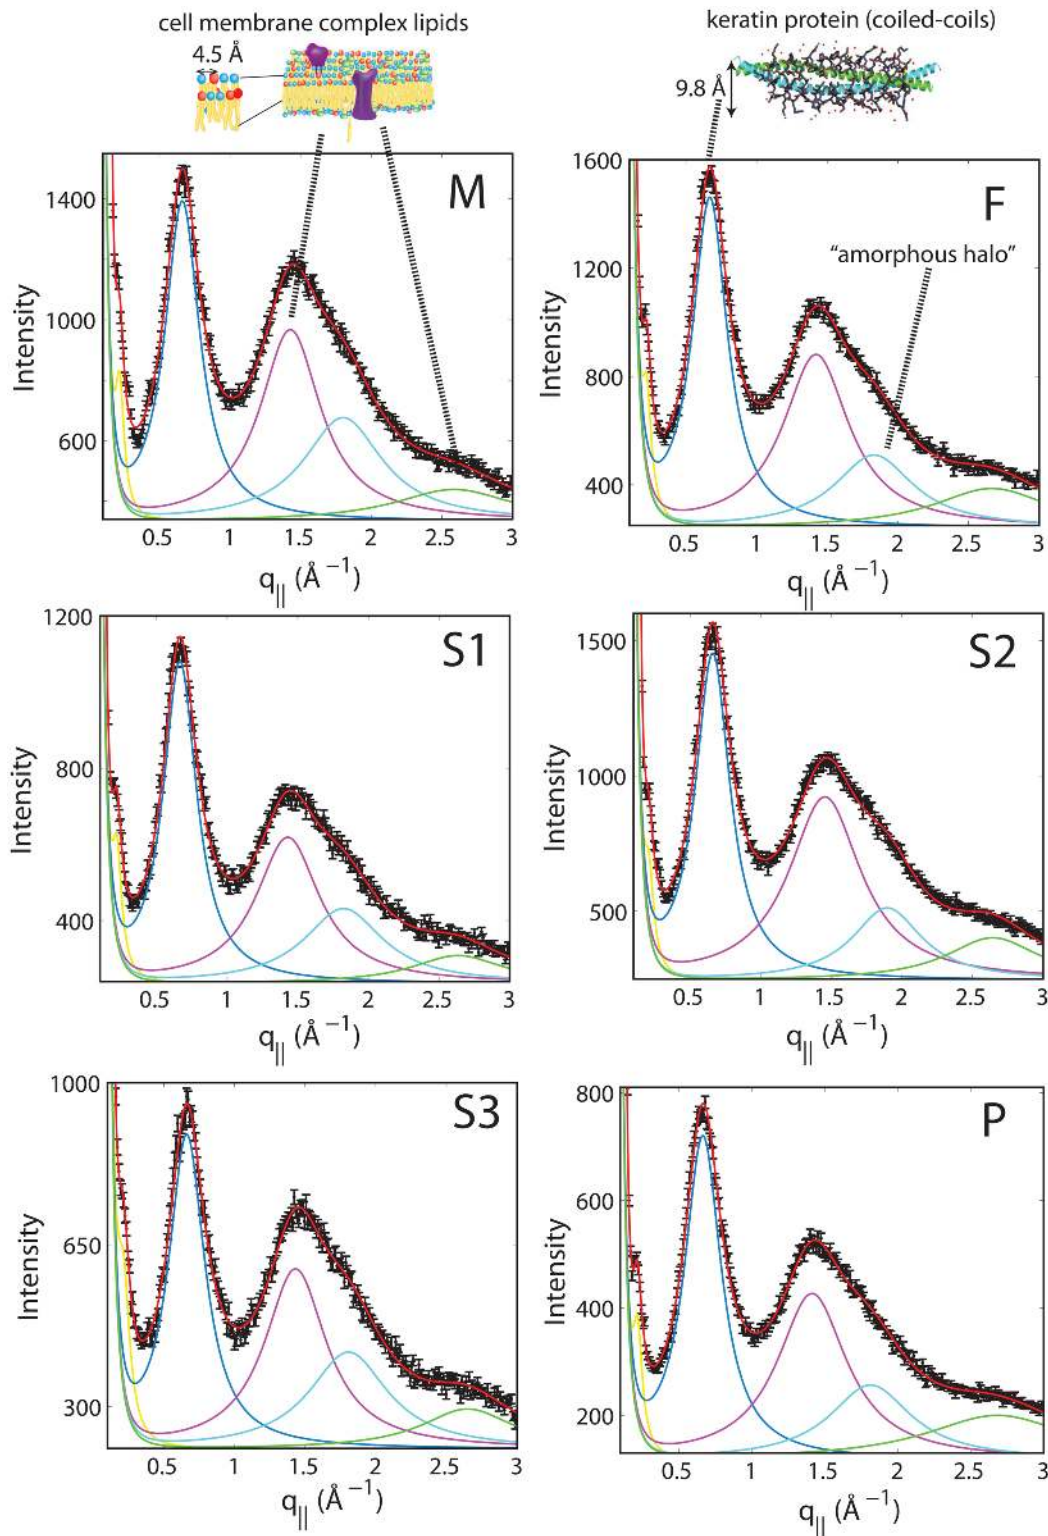 cell membrane complex lipids
keratin protein (coiled-coils)
4.5 Å
9.8 Å
M
1400
1000
600
Intensity
0.5 1 1.5 2 2.5 3
q|| (Å⁻¹)
F
"amorphous halo"
1600
1200
800
400
Intensity
0.5 1 1.5 2 2.5 3
q|| (Å⁻¹)
S1
1200
800
400
Intensity
0.5 1 1.5 2 2.5 3
q|| (Å⁻¹)
S2
1500
1000
500
Intensity
0.5 1 1.5 2 2.5 3
q|| (Å⁻¹)
S3
1000
650
300
Intensity
0.5 1 1.5 2 2.5 3
q|| (Å⁻¹)
P
800
600
400
200
Intensity
0.5 1 1.5 2 2.5 3
q|| (Å⁻¹)